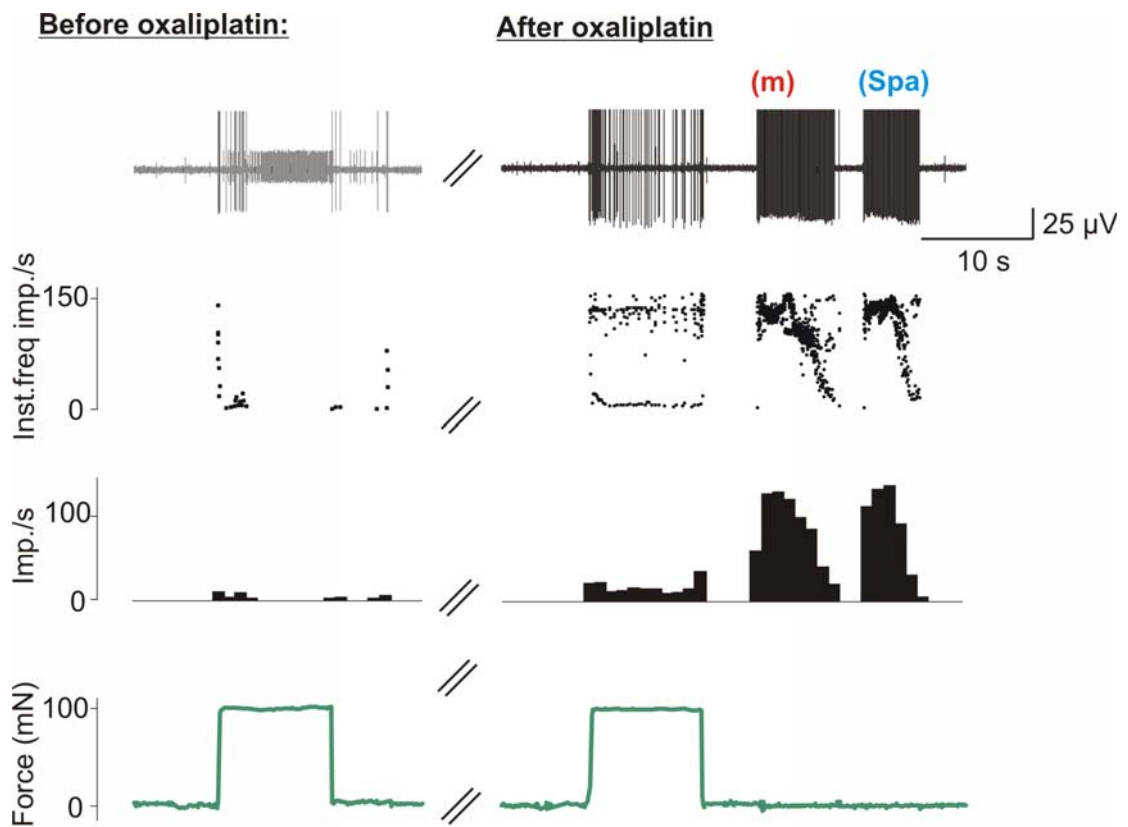 Before oxaliplatin:
After oxaliplatin
(m)
(Spa)
25 µV
10 s
Inst.freq imp./s
150
0
Imp./s
100
0
Force (mN)
100
0